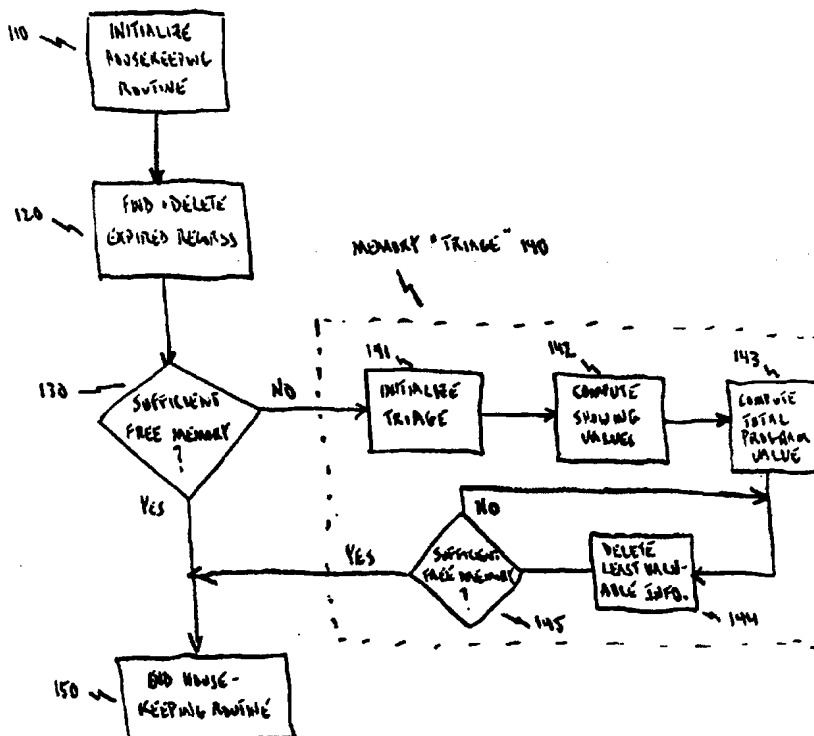 110
INITIALIZE
HOUSEKEEPING
ROUTINE
120
FIND + DELETE
EXPIRED RECORDS
MEMORY "TRIAGE" 140
130
SUFFICIENT
FREE MEMORY
?
NO
YES
141
INITIALIZE
TRIAGE
142
COMPUTE
SHOWING
VALUES
143
COMPUTE
TOTAL
PROGRAM
VALUE
NO
YES
SUFFICIENT
FREE MEMORY
?
145
DELETE
LEAST VALU-
ABLE INFO.
144
150
END HOUSE-
KEEPING ROUTINE